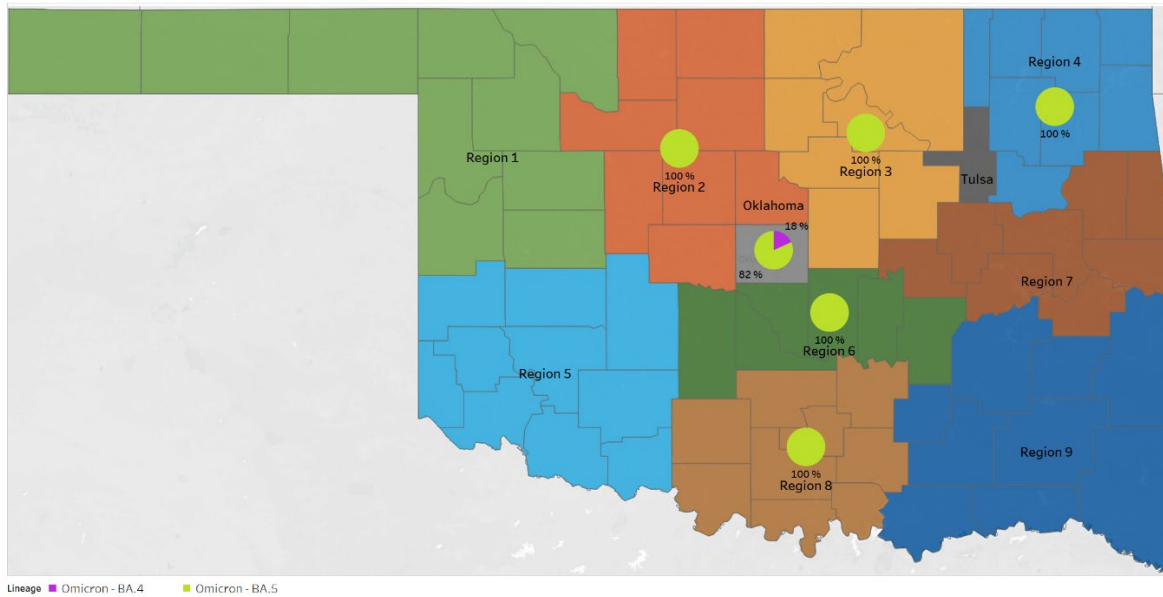 Region 4
100 %
Region 1
100 %
Region 2
100 %
Region 3
Tulsa
Oklahoma
18 %
82 %
Region 7
100 %
Region 6
Region 5
Region 9
100 %
Region 8
Lineage Omicron - BA.4 Omicron - BA.5